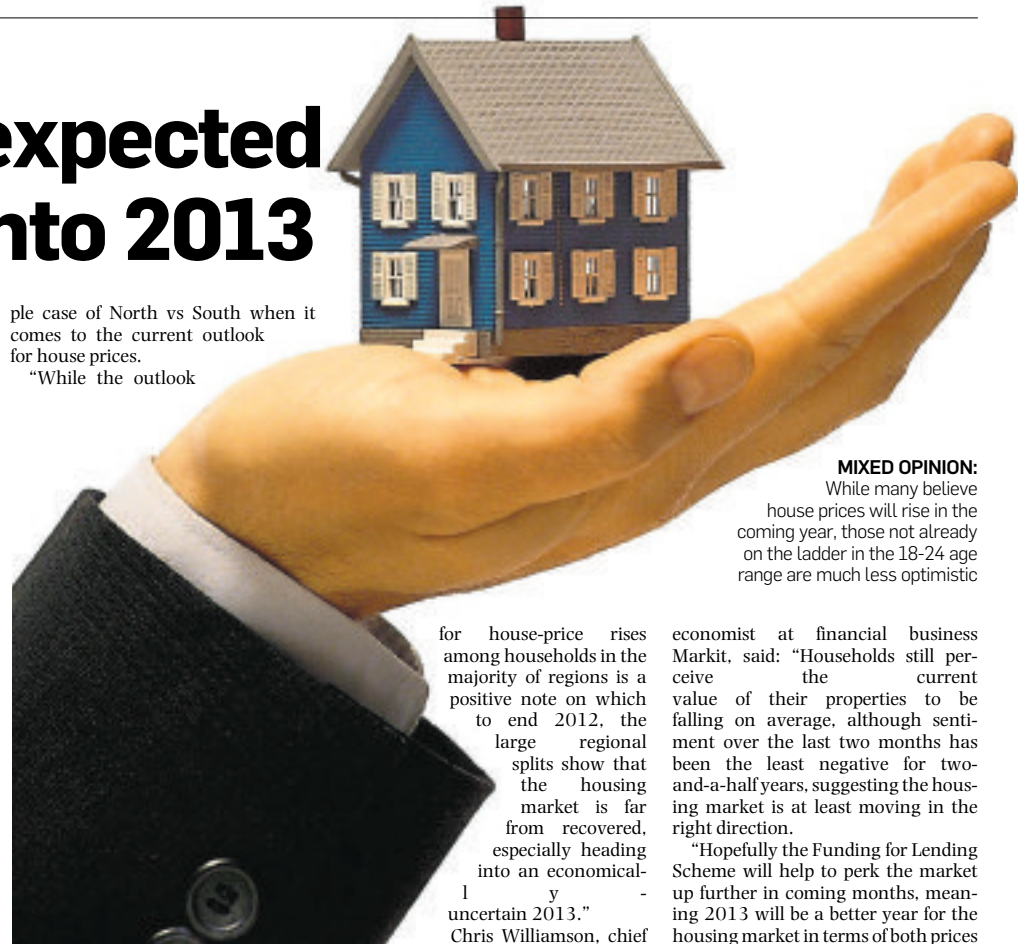 expected
nto 2013
ple case of North vs South when it
comes to the current outlook
for house prices.
“While the outlook
for house-price rises
among households in the
majority of regions is a
positive note on which
to end 2012, the
large regional
splits show that
the housing
market is far
from recovered,
especially heading
into an economical-
l y -
uncertain 2013.”
Chris Williamson, chief
economist at financial business
Markit, said: “Households still per-
ceive the current
value of their properties to be
falling on average, although senti-
ment over the last two months has
been the least negative for two-
and-a-half years, suggesting the hous-
ing market is at least moving in the
right direction.
“Hopefully the Funding for Lending
Scheme will help to perk the market
up further in coming months, mean-
ing 2013 will be a better year for the
housing market in terms of both prices
MIXED OPINION:
While many believe
house prices will rise in the
coming year, those not already
on the ladder in the 18-24 age
range are much less optimistic